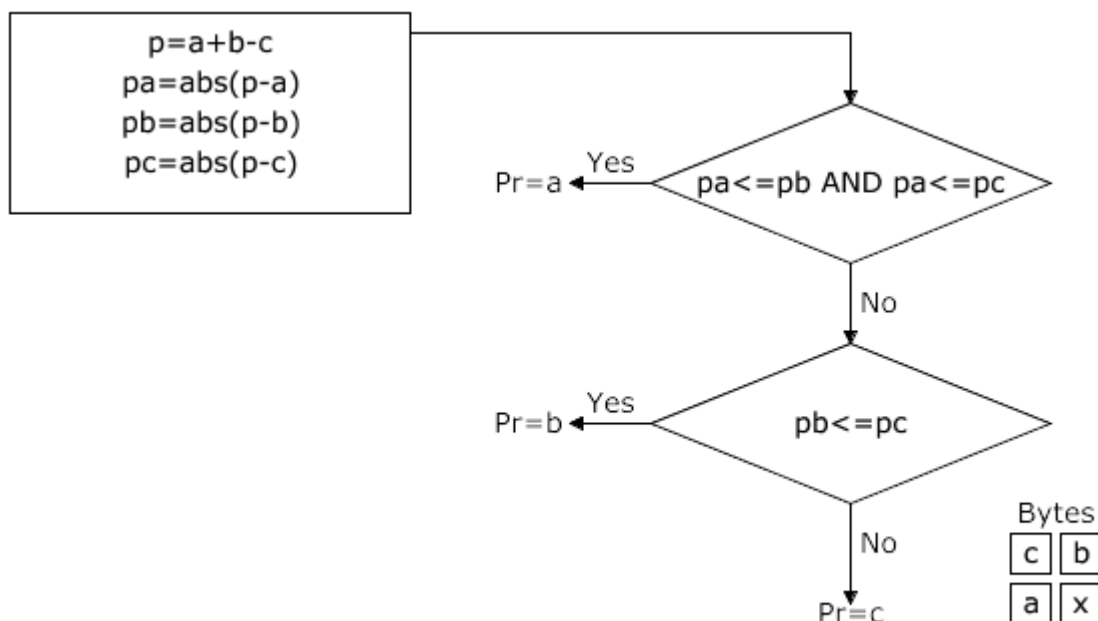 p=a+b-c
pa=abs(p-a)
pb=abs(p-b)
pc=abs(p-c)
Yes
Pr=a
pa<=pb AND pa<=pc
No
Yes
Pr=b
pb<=pc
No
Pr=c
Bytes
c b
a x